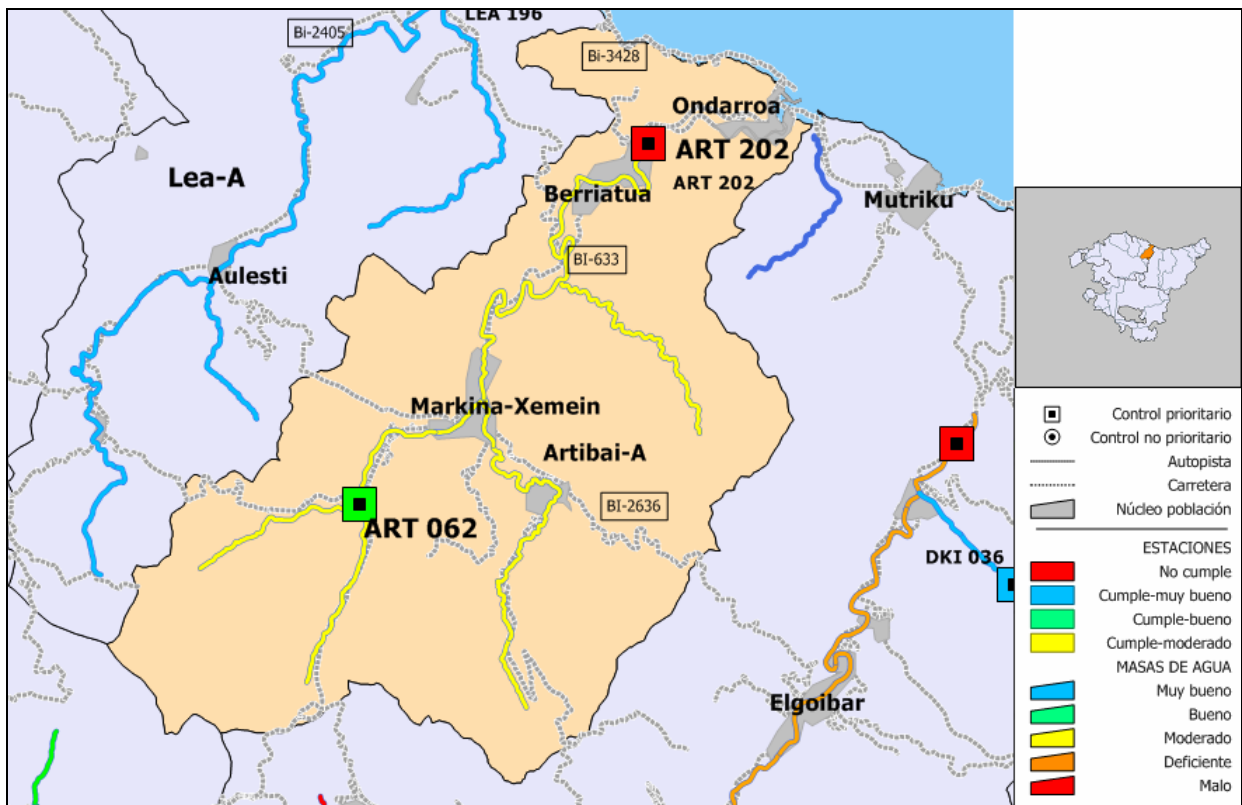 LEA 196
Bi-2405
Bi-3428
Ondarroa
ART 202
ART 202
Lea-A
Berriatua
Mutriku
BI-633
Aulesti
Markina-Xemein
Artibai-A
BI-2636
ART 062
DKI 036
Elgoibar
Control prioritario
Control no prioritario
Autopista
Carretera
Núcleo población
ESTACIONES
No cumple
Cumple-muy bueno
Cumple-bueno
Cumple-moderado
MASAS DE AGUA
Muy bueno
Bueno
Moderado
Deficiente
Malo